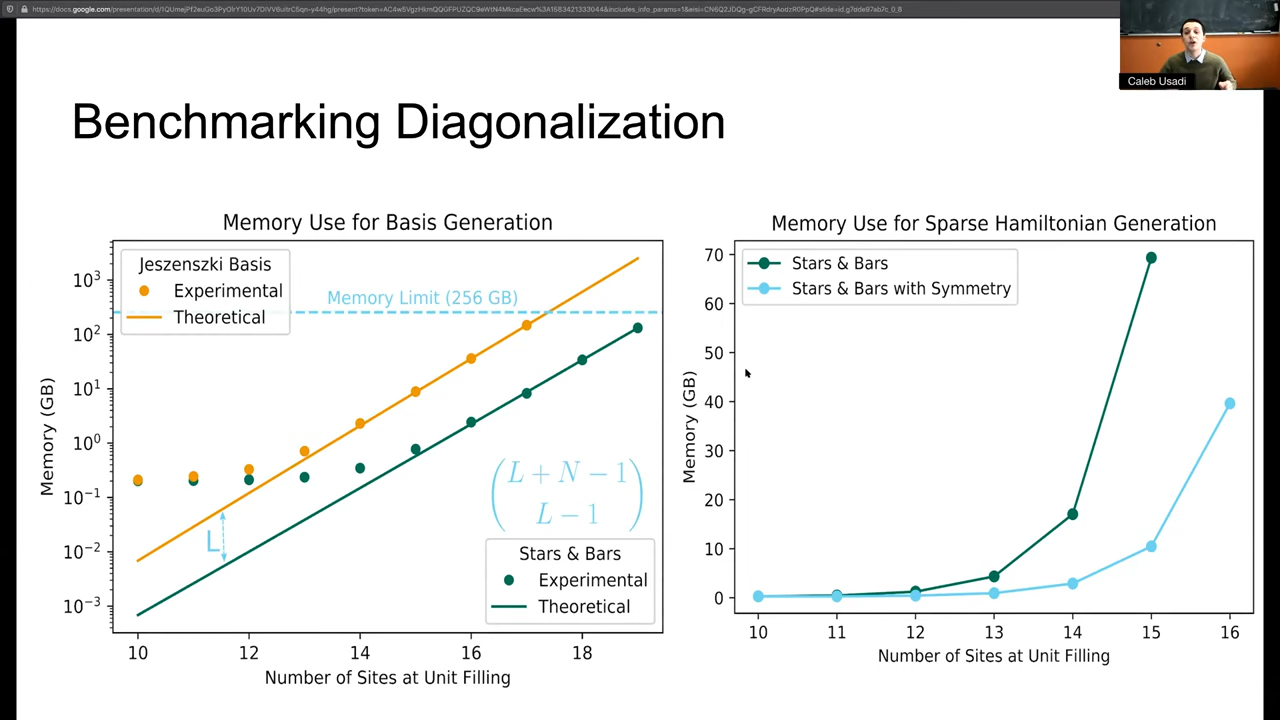 Caleb Usadi
Benchmarking Diagonalization
Memory Use for Basis Generation
Jeszenszki Basis
Experimental
Theoretical
Memory Limit (256 GB)
10³
10²
10¹
10⁰
10⁻¹
10⁻²
10⁻³
Memory (GB)
L
L + N − 1
L − 1
Stars & Bars
Experimental
Theoretical
10 12 14 16 18
Number of Sites at Unit Filling
Memory Use for Sparse Hamiltonian Generation
Stars & Bars
Stars & Bars with Symmetry
70
60
50
40
30
20
10
0
Memory (GB)
10 11 12 13 14 15 16
Number of Sites at Unit Filling